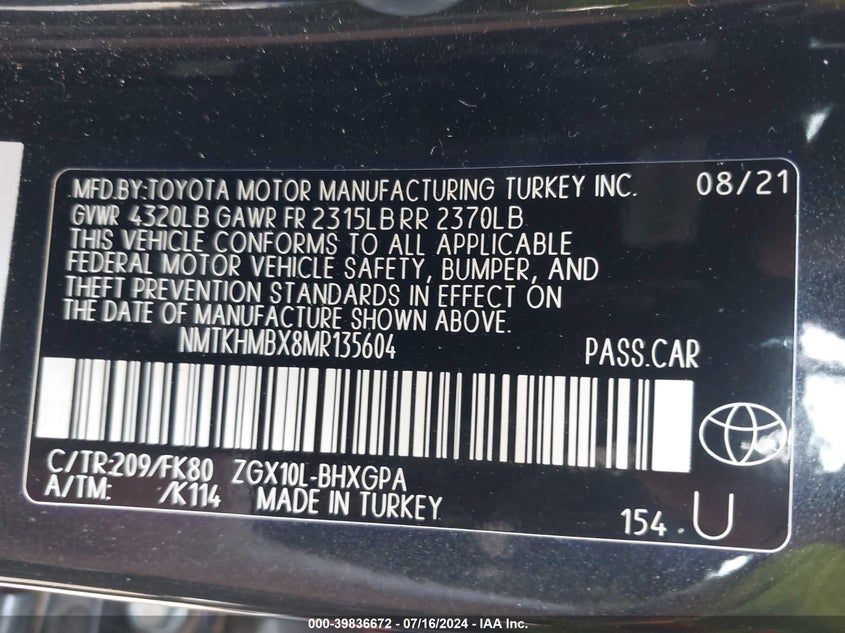 MFD.BY:TOYOTA MOTOR MANUFACTURING TURKEY INC. 08/21
GVWR 4320LB GAWR FR 2315LB RR 2370LB
THIS VEHICLE CONFORMS TO ALL APPLICABLE
FEDERAL MOTOR VEHICLE SAFETY, BUMPER, AND
THEFT PREVENTION STANDARDS IN EFFECT ON
THE DATE OF MANUFACTURE SHOWN ABOVE.
NMTKHMBX8MR135604 PASS.CAR
C/TR:209/FK80 ZGX10L-BHXGPA
A/TM: /K114 MADE IN TURKEY
154 U
000-39836672 - 07/16/2024 - IAA Inc.